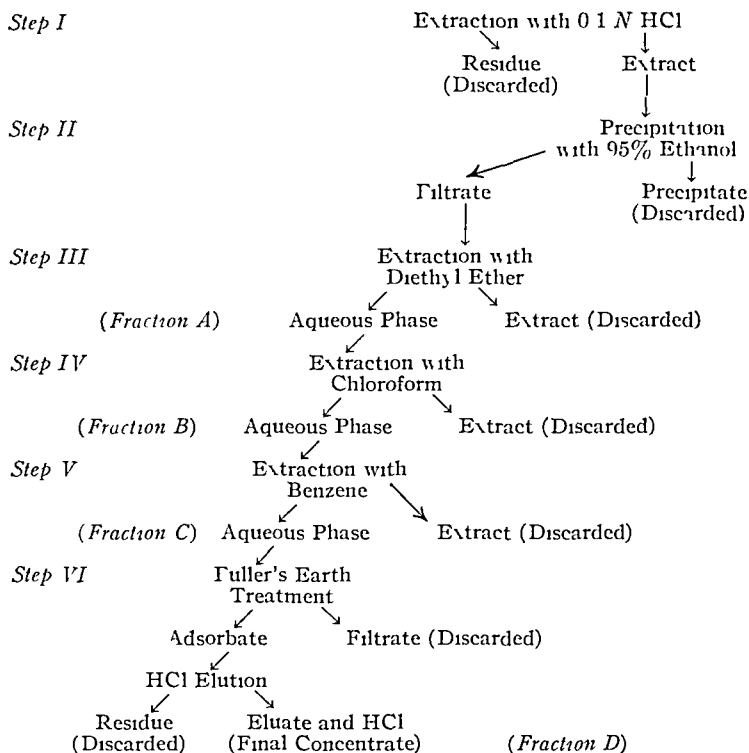 Step I Extraction with 0 1 N HCl
Residue Extract
(Discarded)
Step II Precipitation
with 95% Ethanol
Filtrate Precipitate
(Discarded)
Step III Extraction with
Diethyl Ether
(Fraction A) Aqueous Phase Extract (Discarded)
Step IV Extraction with
Chloroform
(Fraction B) Aqueous Phase Extract (Discarded)
Step V Extraction with
Benzene
(Fraction C) Aqueous Phase Extract (Discarded)
Step VI Fuller's Earth
Treatment
Adsorbate Filtrate (Discarded)
HCl Elution
Residue Eluate and HCl
(Discarded) (Final Concentrate) (Fraction D)